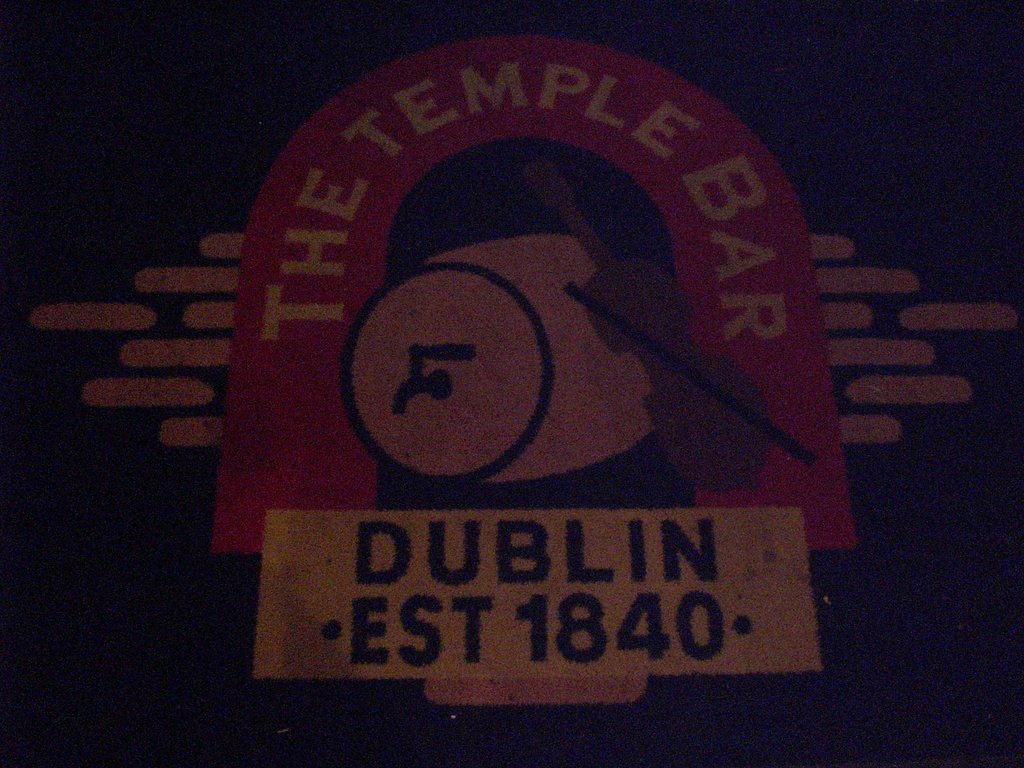 THE TEMPLE BAR
DUBLIN
·EST 1840·